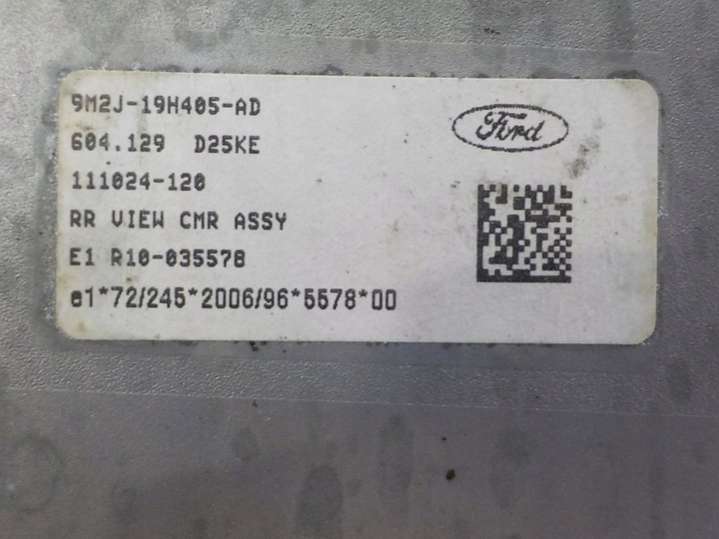 9M2J-19H405-AD
Ford
604.129 D25KE
111024-120
RR VIEW CMR ASSY
E1 R10-035578
e1*72/245*2006/96*5578*00